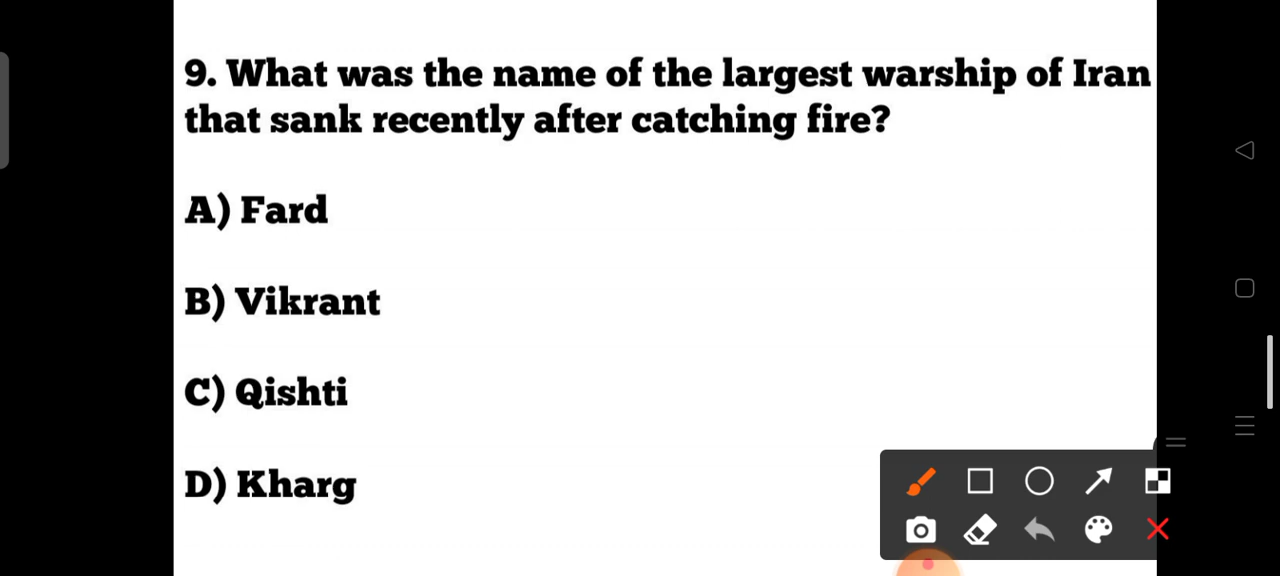 9. What was the name of the largest warship of Iran
that sank recently after catching fire?
A) Fard
B) Vikrant
C) Qishti
D) Kharg